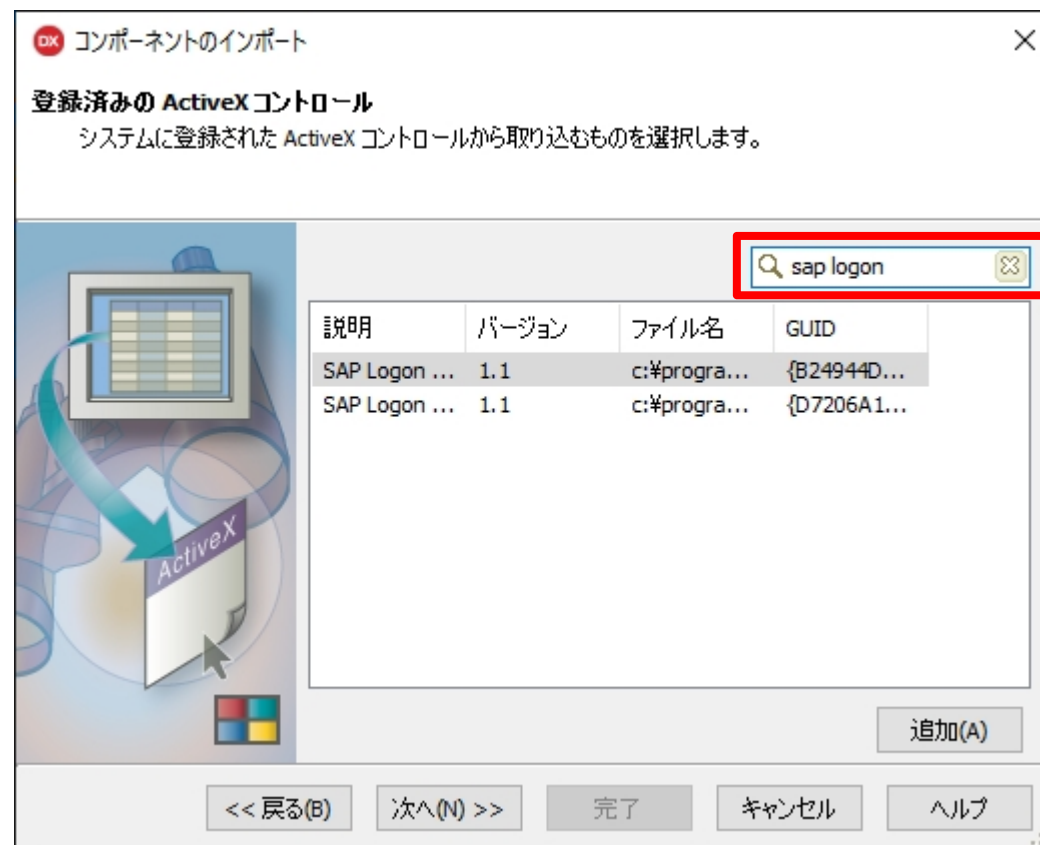 DX コンポーネントのインポート
登録済みの ActiveX コントロール
システムに登録された ActiveX コントロールから取り込むものを選択します。
sap logon
説明 バージョン ファイル名 GUID
SAP Logon ... 1.1 c:¥progra... {B24944D...
SAP Logon ... 1.1 c:¥progra... {D7206A1...
ActiveX
追加(A)
<< 戻る(B) 次へ(N) >> 完了 キャンセル ヘルプ